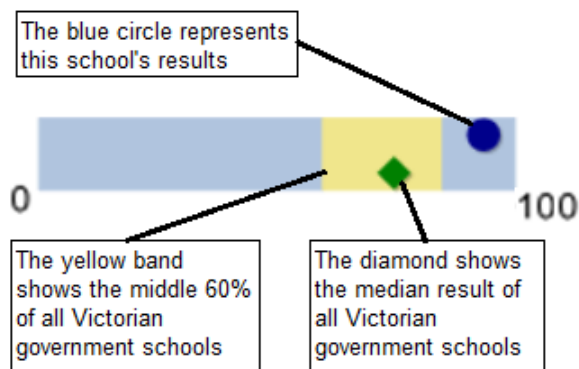 The blue circle represents
this school's results
0
100
The yellow band
shows the middle 60%
of all Victorian
government schools
The diamond shows
the median result of
all Victorian
government schools